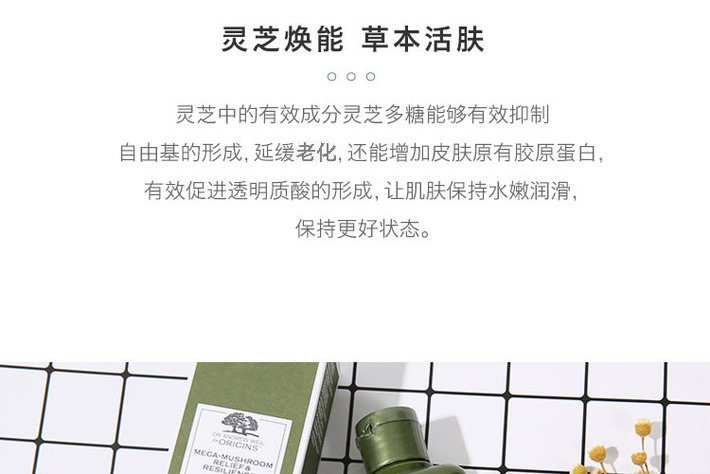 灵芝焕能 草本活肤
灵芝中的有效成分灵芝多糖能够有效抑制
自由基的形成, 延缓老化, 还能增加皮肤原有胶原蛋白,
有效促进透明质酸的形成, 让肌肤保持水嫩润滑,
保持更好状态。
DR. ANDREW WEIL
for ORIGINS
MEGA-MUSHROOM
RELIEF &
RESILIENCE